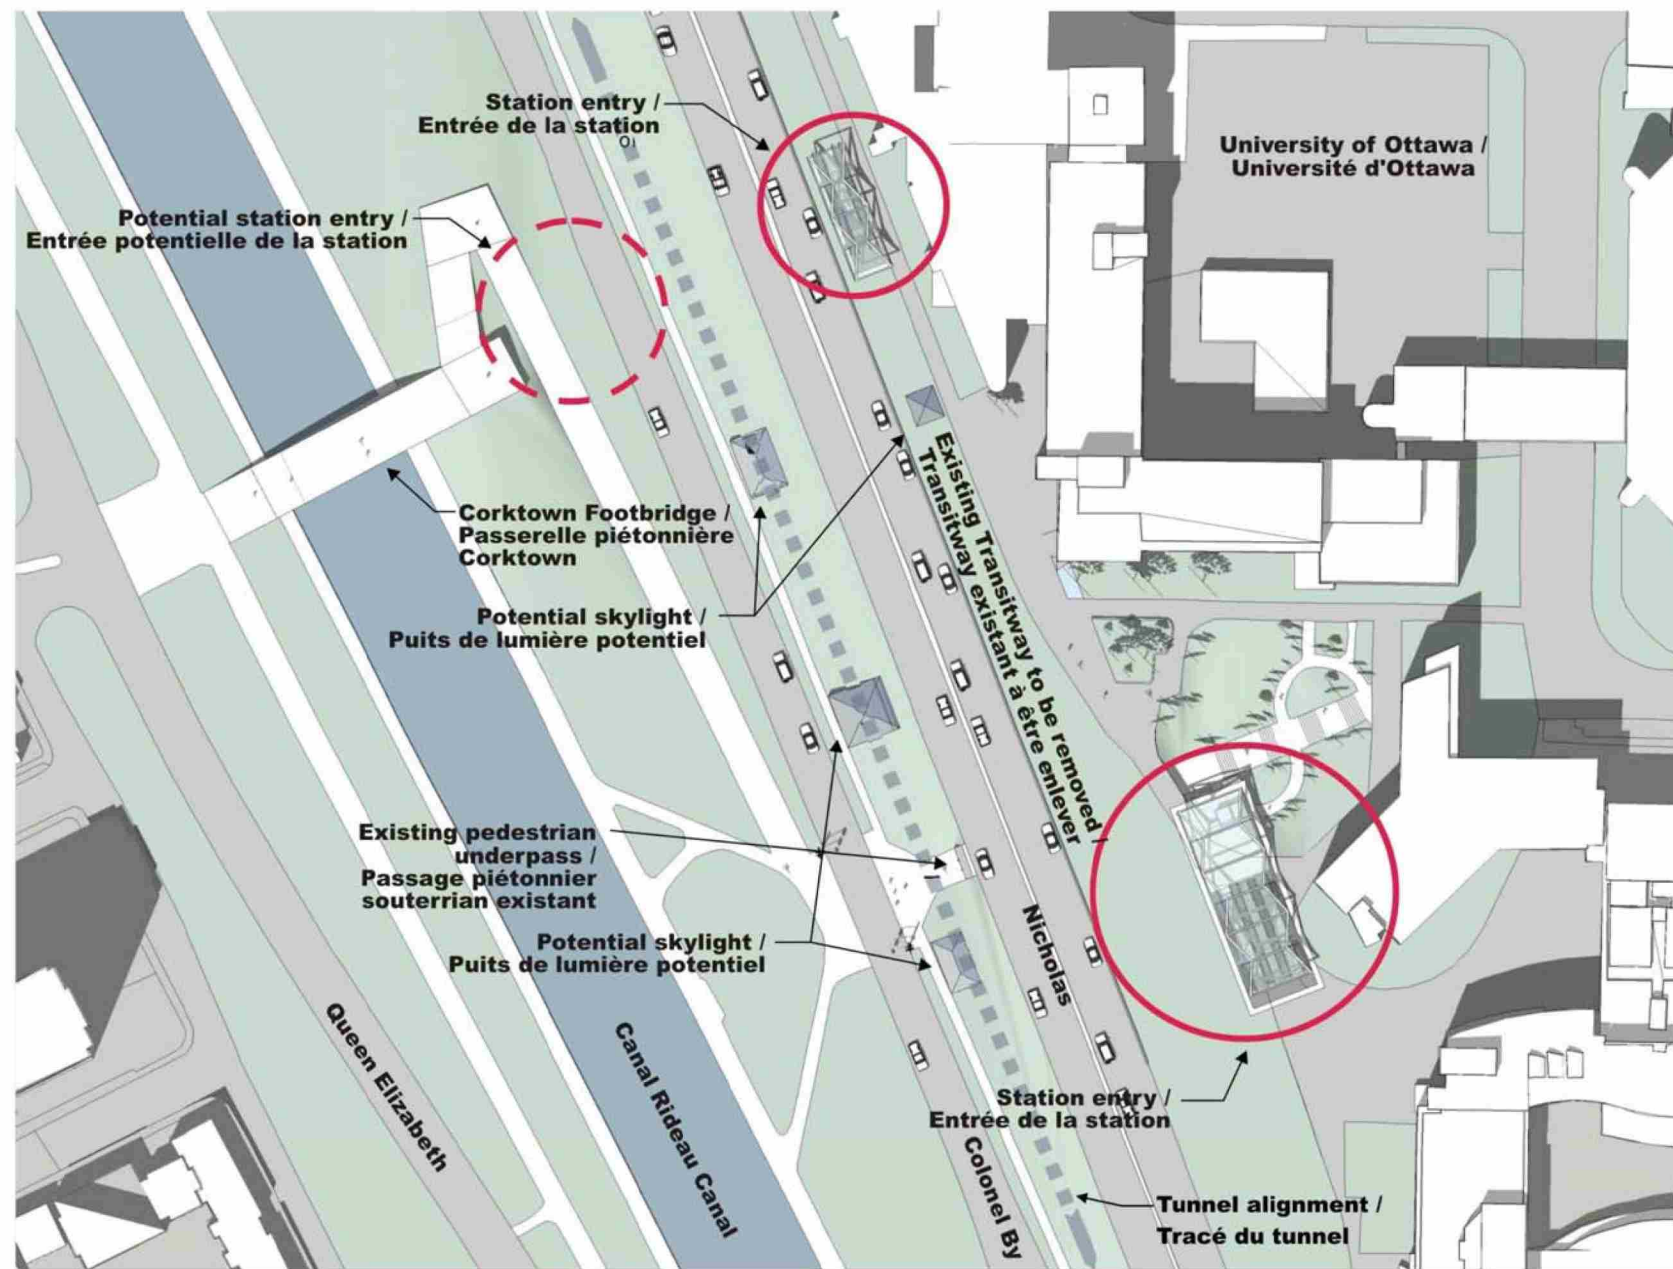 Station entry /
Entrée de la station
University of Ottawa /
Université d'Ottawa
Potential station entry /
Entrée potentielle de la station
Existing Transitway to be removed /
Transitway existant à être enlever
Corktown Footbridge /
Passerelle piétonnière
Corktown
Potential skylight /
Puits de lumière potentiel
Existing pedestrian
underpass /
Passage piétonnier
souterrian existant
Potential skylight /
Puits de lumière potentiel
Nicholas
Queen Elizabeth
Canal Rideau Canal
Colonel By
Station entry /
Entrée de la station
Tunnel alignment /
Tracé du tunnel